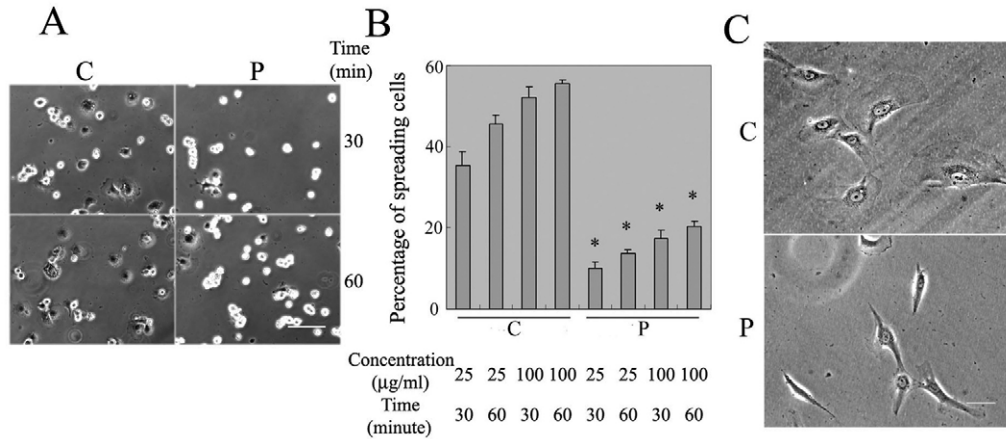 A
C
P
Time
(min)
30
60
B
Percentage of spreading cells
60
40
20
0
* * * *
C
P
Concentration
(µg/ml)
25 25 100 100 25 25 100 100
Time
(minute)
30 60 30 60 30 60 30 60
C
C
P